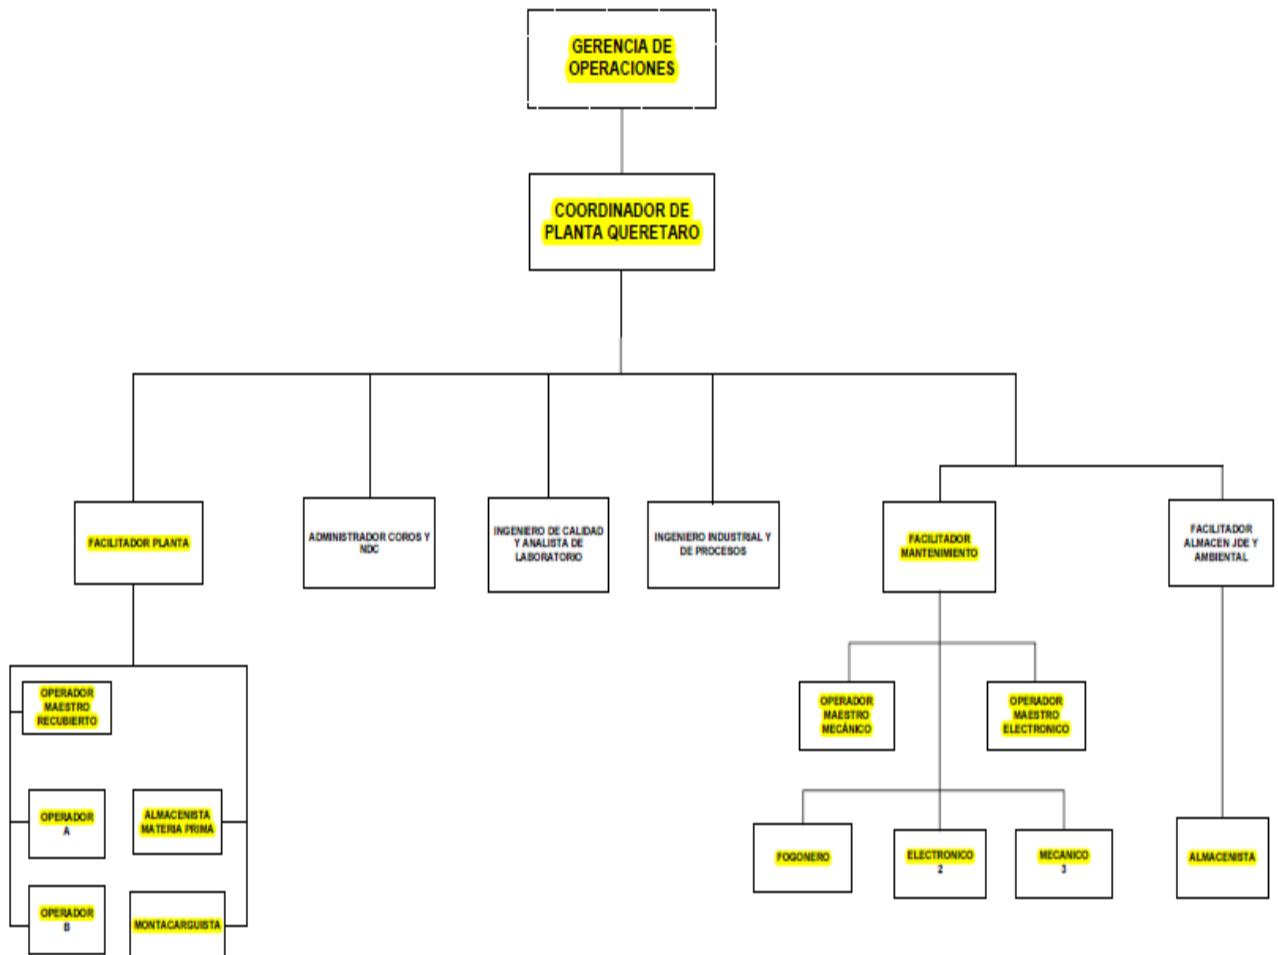 GERENCIA DE
OPERACIONES
COORDINADOR DE
PLANTA QUERETARO
FACILITADOR PLANTA
ADMINISTRADOR COROS Y
NDC
INGENIERO DE CALIDAD
Y ANALISTA DE
LABORATORIO
INGENIERO INDUSTRIAL Y
DE PROCESOS
FACILITADOR
MANTENIMIENTO
FACILITADOR
ALMACEN JDE Y
AMBIENTAL
OPERADOR
MAESTRO
RECUBIERTO
OPERADOR
MAESTRO
MECÁNICO
OPERADOR
MAESTRO
ELECTRONICO
OPERADOR
A
ALMACENISTA
MATERIA PRIMA
FOGONERO
ELECTRONICO
2
MECANICO
3
ALMACENISTA
OPERADOR
B
MONTACARGUISTA